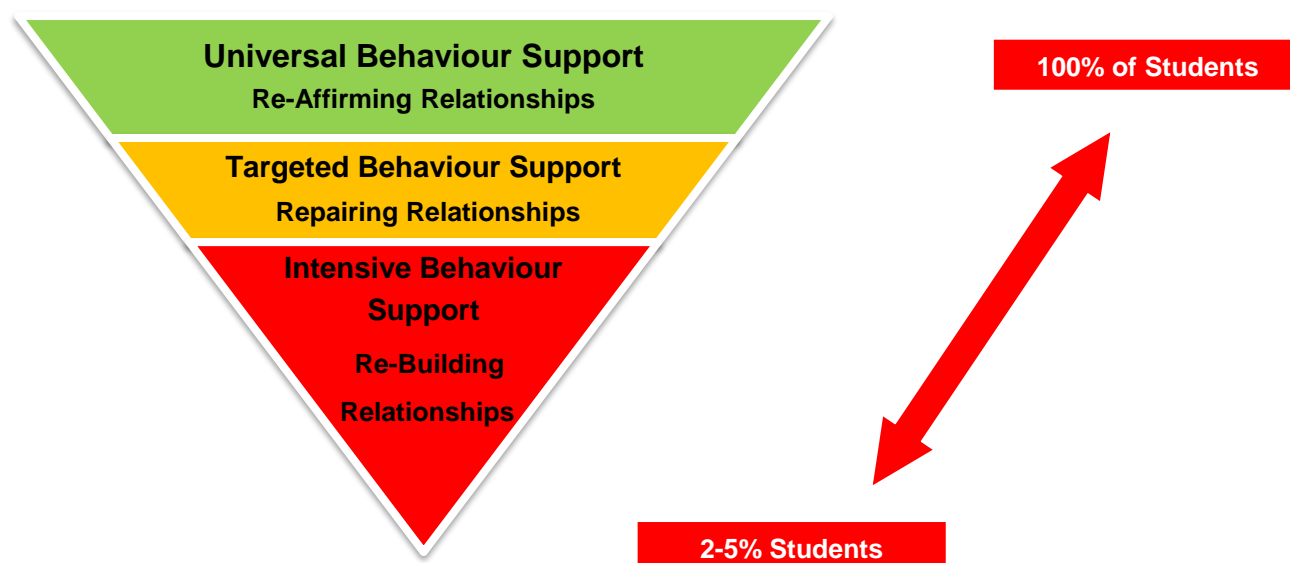 Universal Behaviour Support
Re-Affirming Relationships
100% of Students
Targeted Behaviour Support
Repairing Relationships
Intensive Behaviour
Support
Re-Building
Relationships
2-5% Students